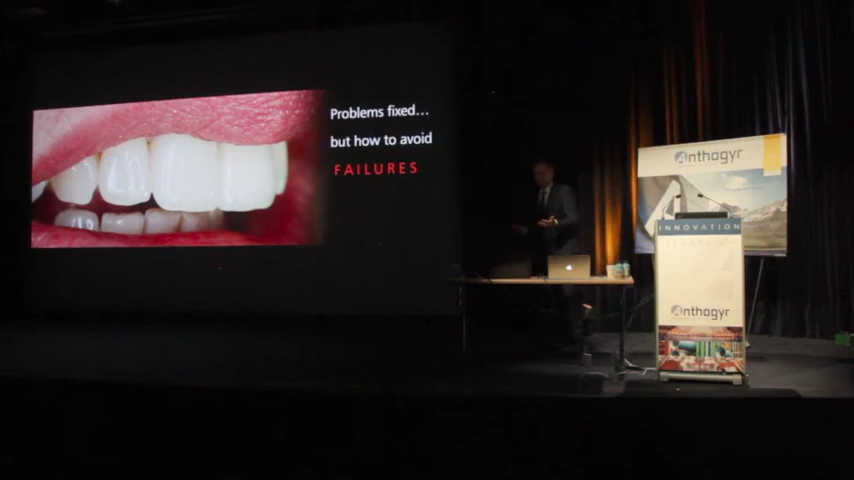 Problems fixed...
but how to avoid
FAILURES
Anthogyr
INNOVATION
Anthogyr